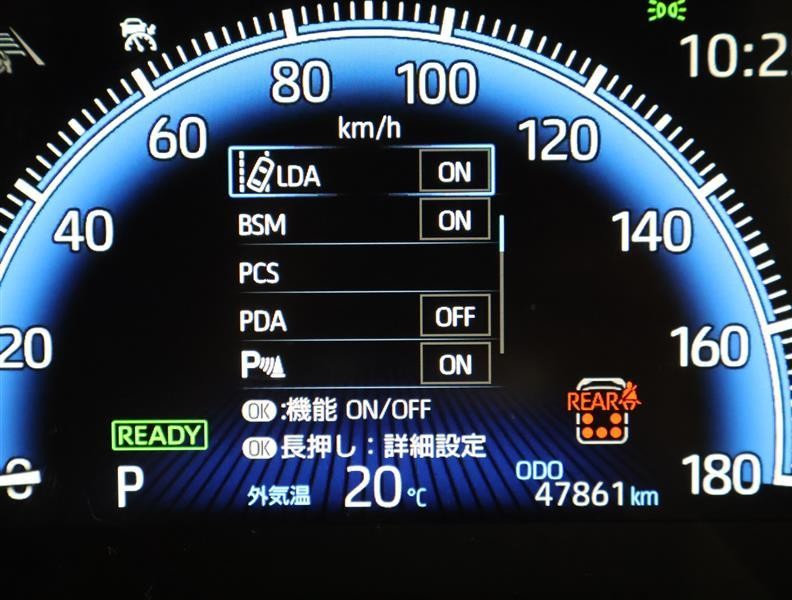 10:2
80 100
60 km/h 120
LDA ON
40 BSM ON 140
PCS
PDA OFF
20 P ON 160
REAR
OK:機能 ON/OFF
READY
OK長押し:詳細設定
0 P 外気温 20℃ ODO 47861km 180